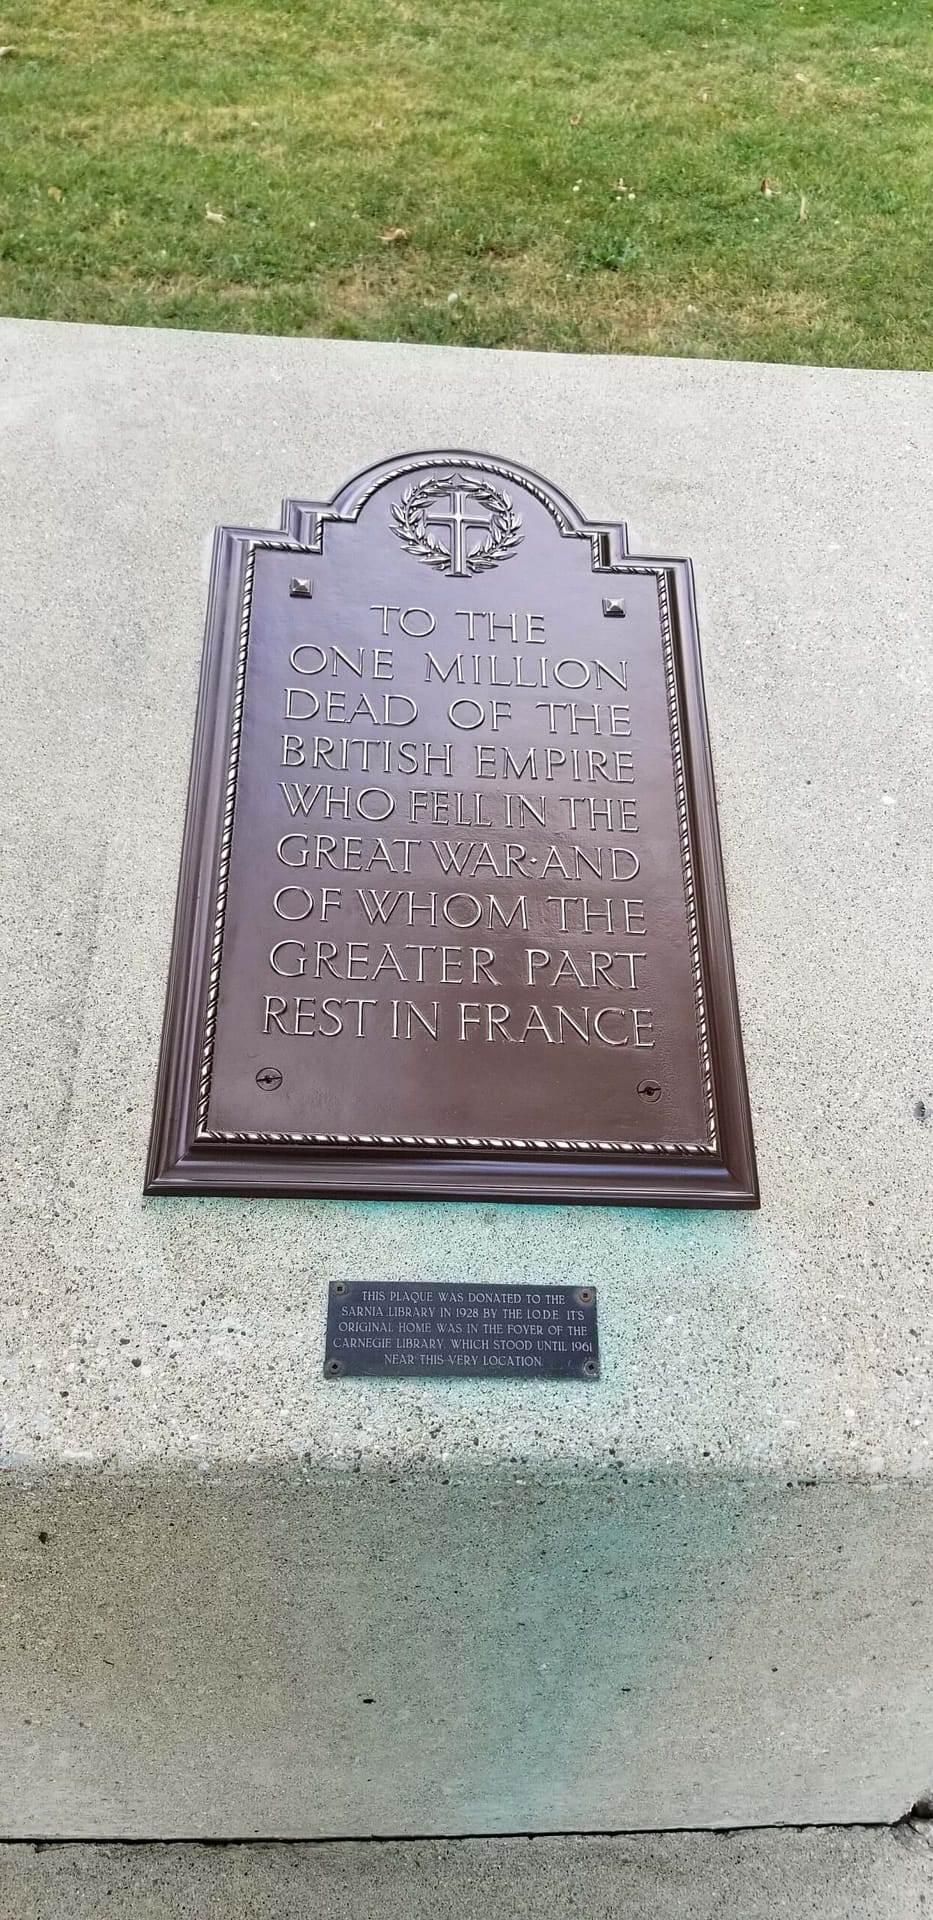 TO THE
ONE MILLION
DEAD OF THE
BRITISH EMPIRE
WHO FELL IN THE
GREAT WAR·AND
OF WHOM THE
GREATER PART
REST IN FRANCE
THIS PLAQUE WAS DONATED TO THE
SARNIA LIBRARY IN 1928 BY THE I.O.D.E. IT'S
ORIGINAL HOME WAS IN THE FOYER OF THE
CARNEGIE LIBRARY, WHICH STOOD UNTIL 1961
NEAR THIS VERY LOCATION.